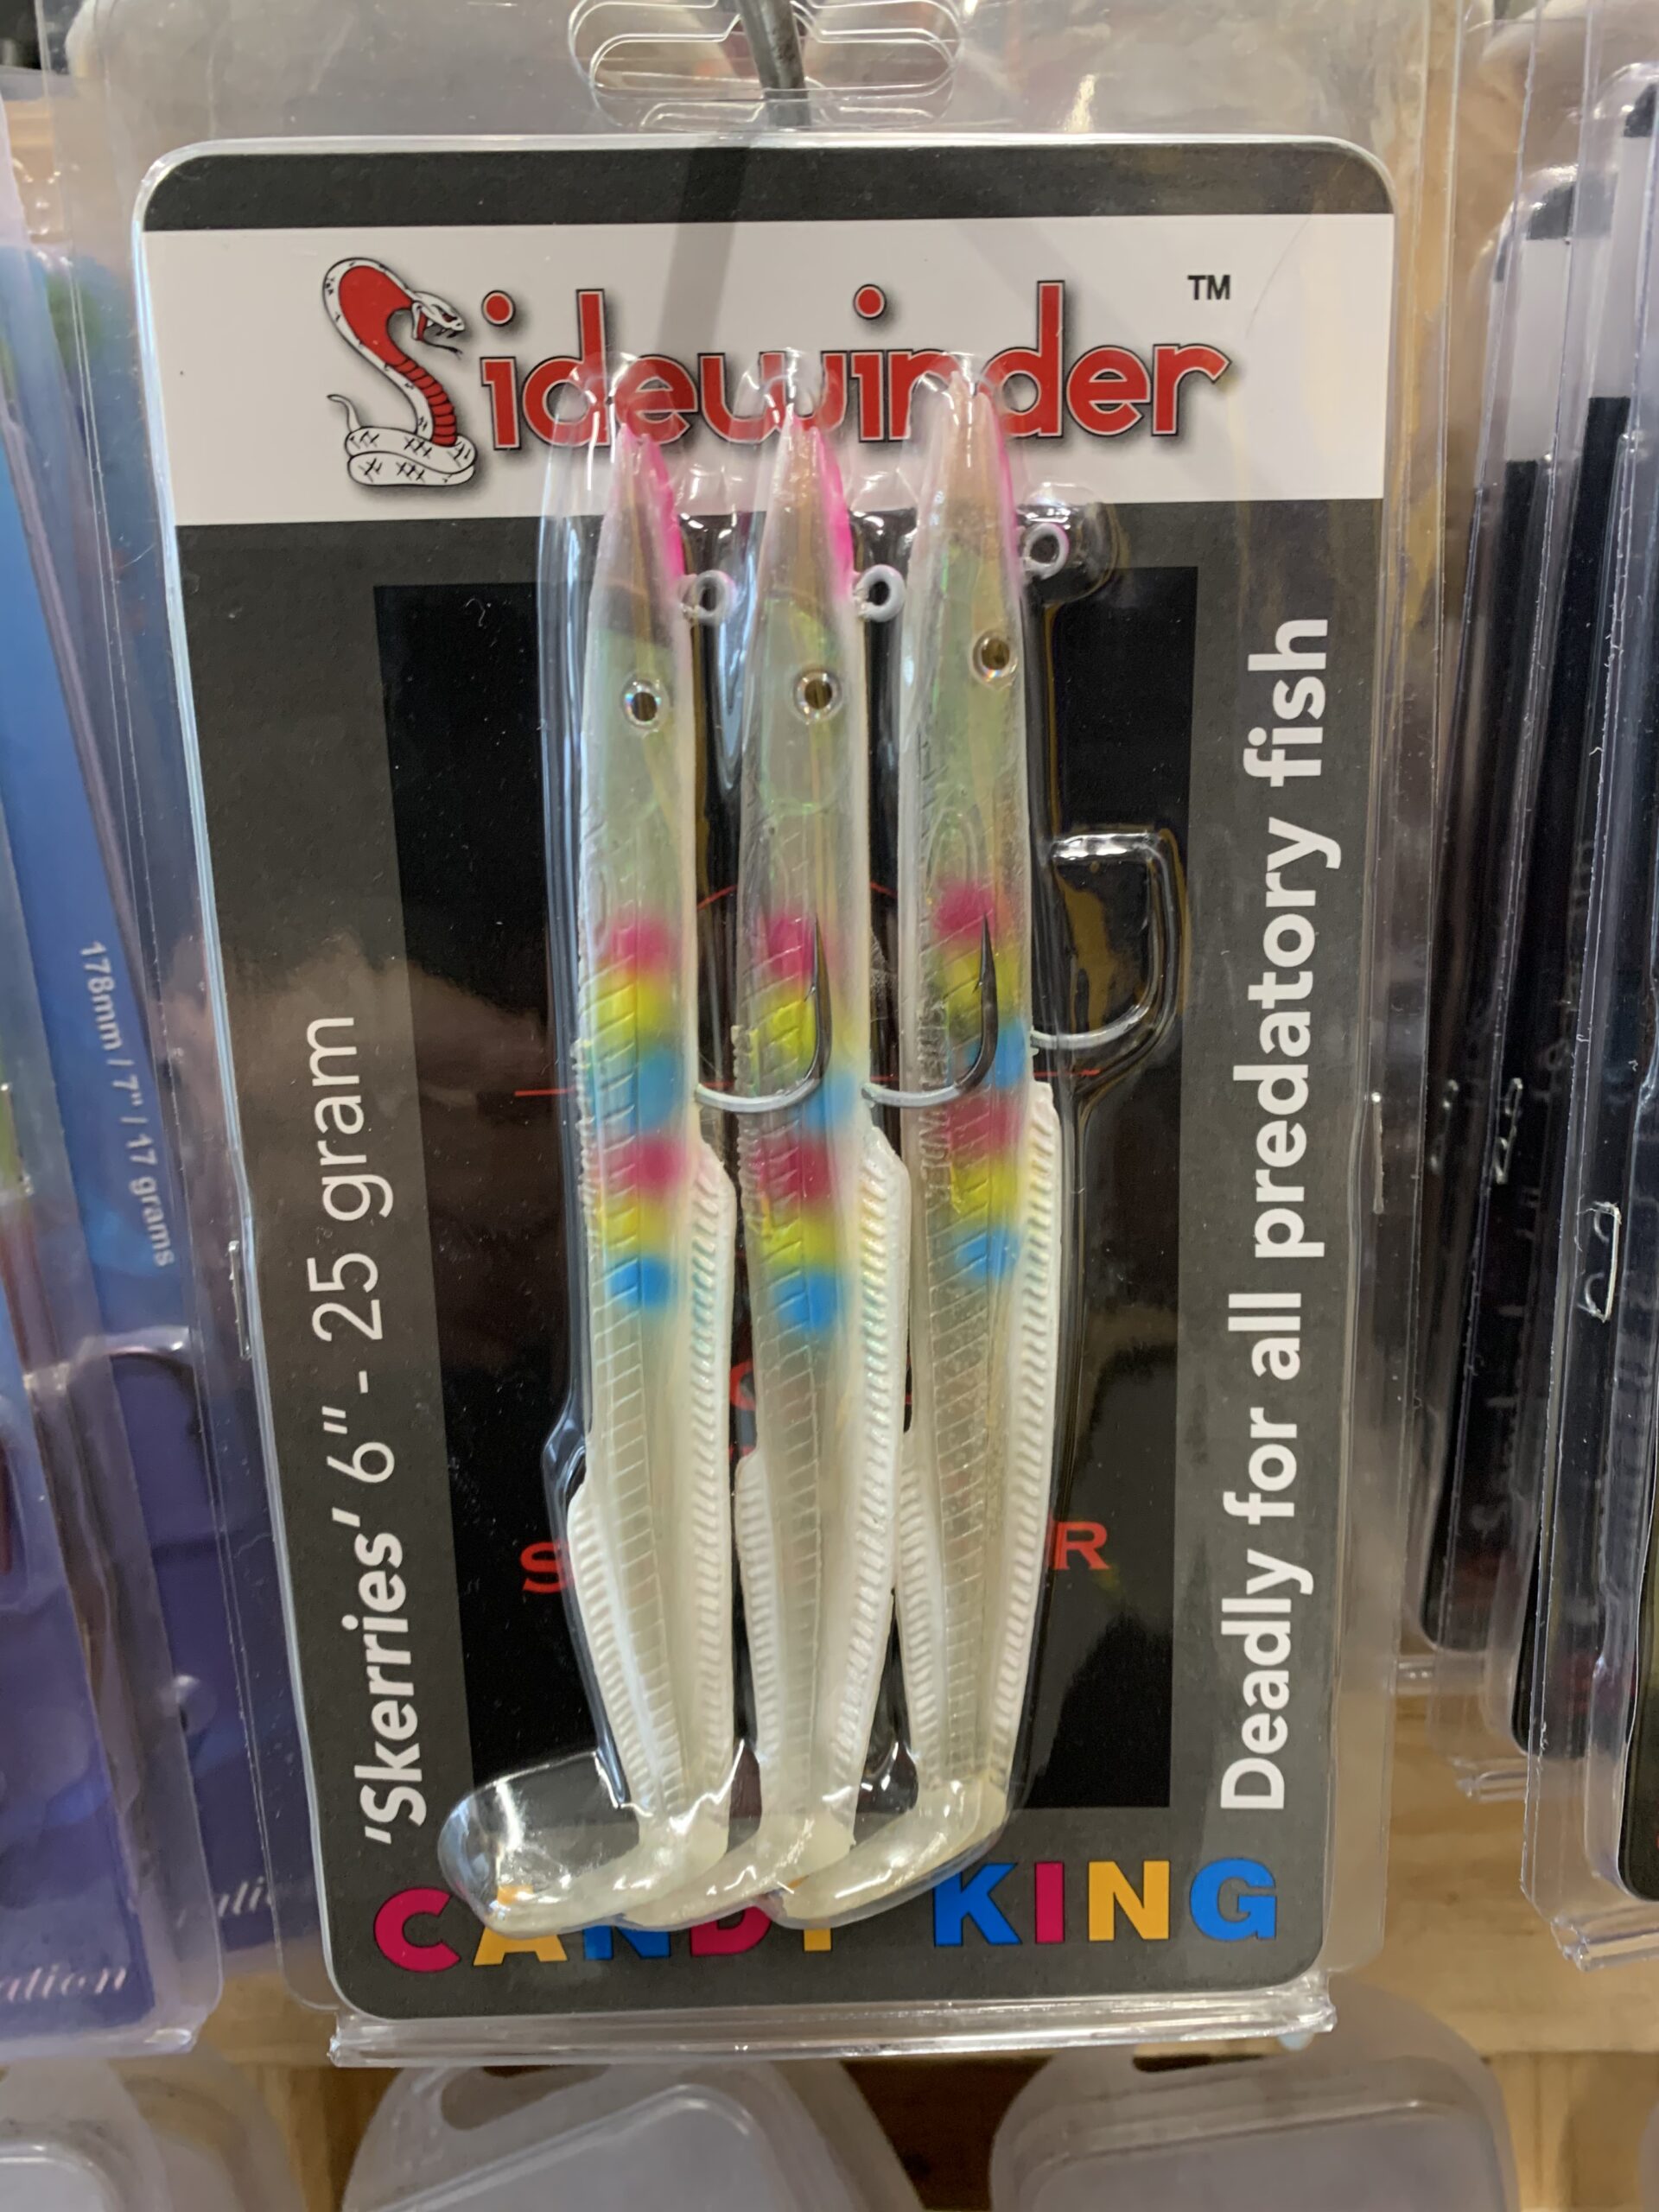 Sidewinder™
'Skerries' 6" - 25 gram
Deadly for all predatory fish
CANDY KING
178mm / 7" / 17 grams